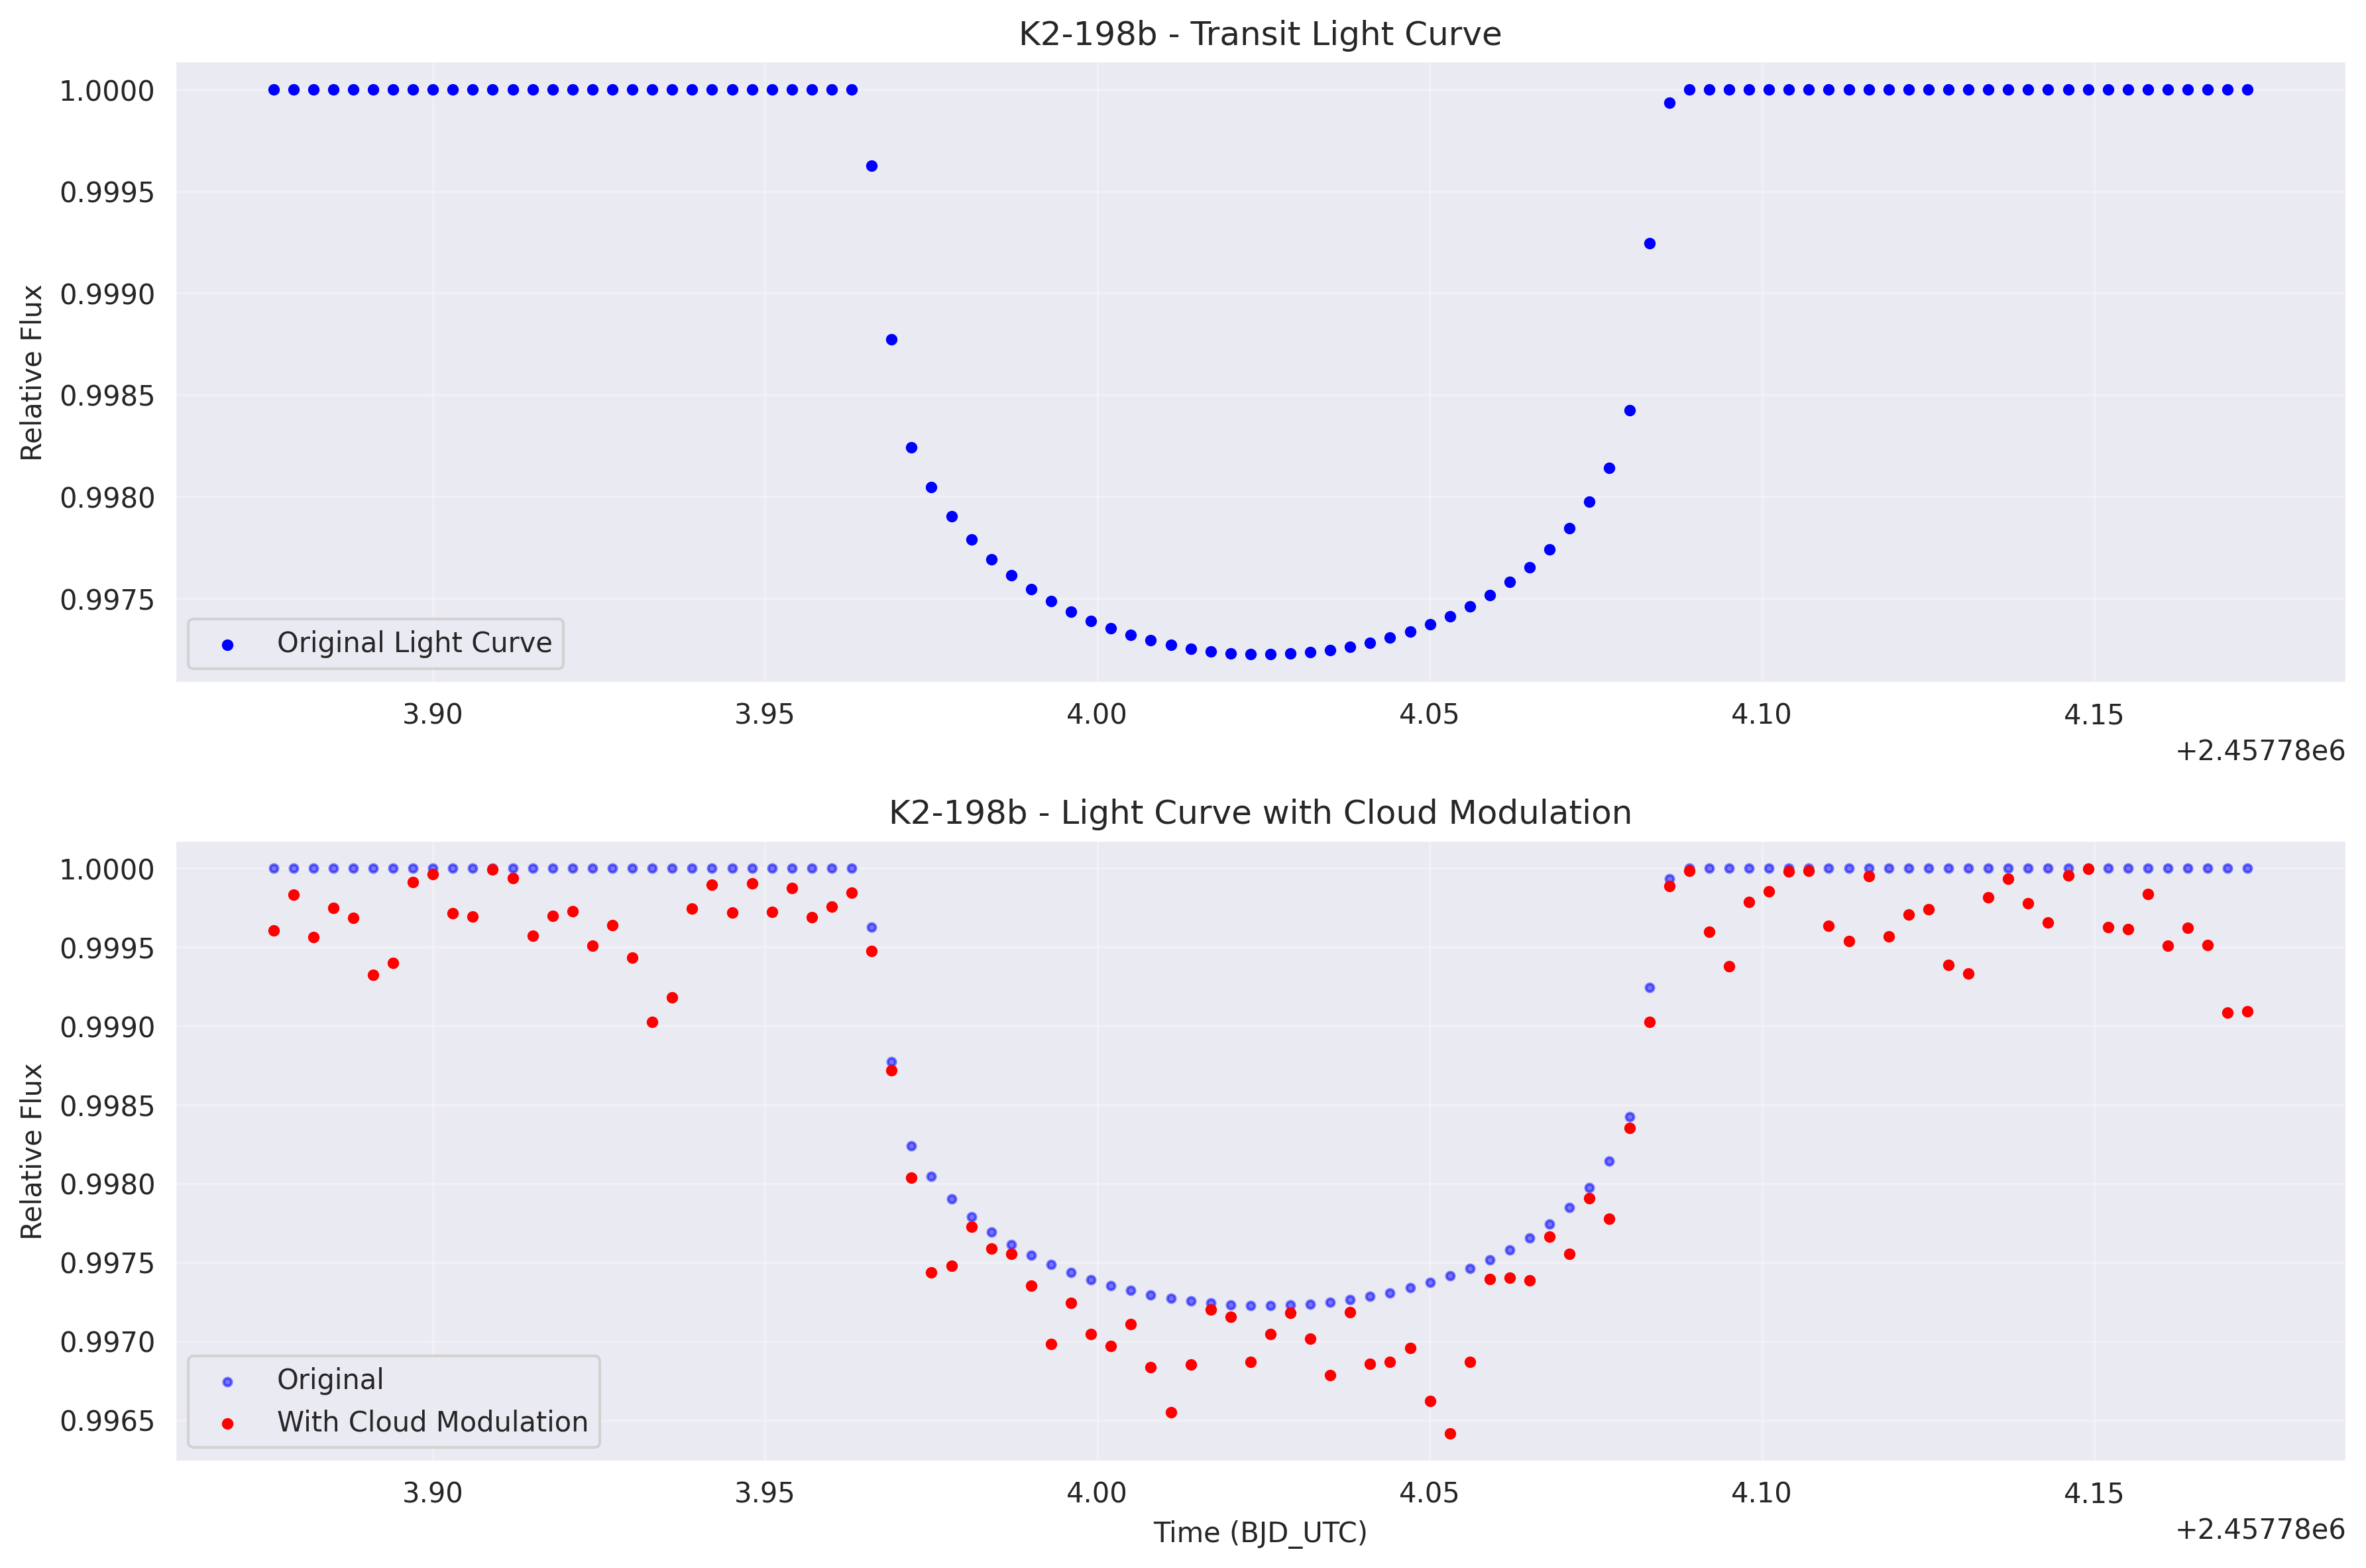 K2-198b - Transit Light Curve
Relative Flux
1.0000
0.9995
0.9990
0.9985
0.9980
0.9975
Original Light Curve
3.90 3.95 4.00 4.05 4.10 4.15
+2.45778e6
K2-198b - Light Curve with Cloud Modulation
Relative Flux
1.0000
0.9995
0.9990
0.9985
0.9980
0.9975
0.9970
0.9965
Original
With Cloud Modulation
3.90 3.95 4.00 4.05 4.10 4.15
Time (BJD_UTC)
+2.45778e6